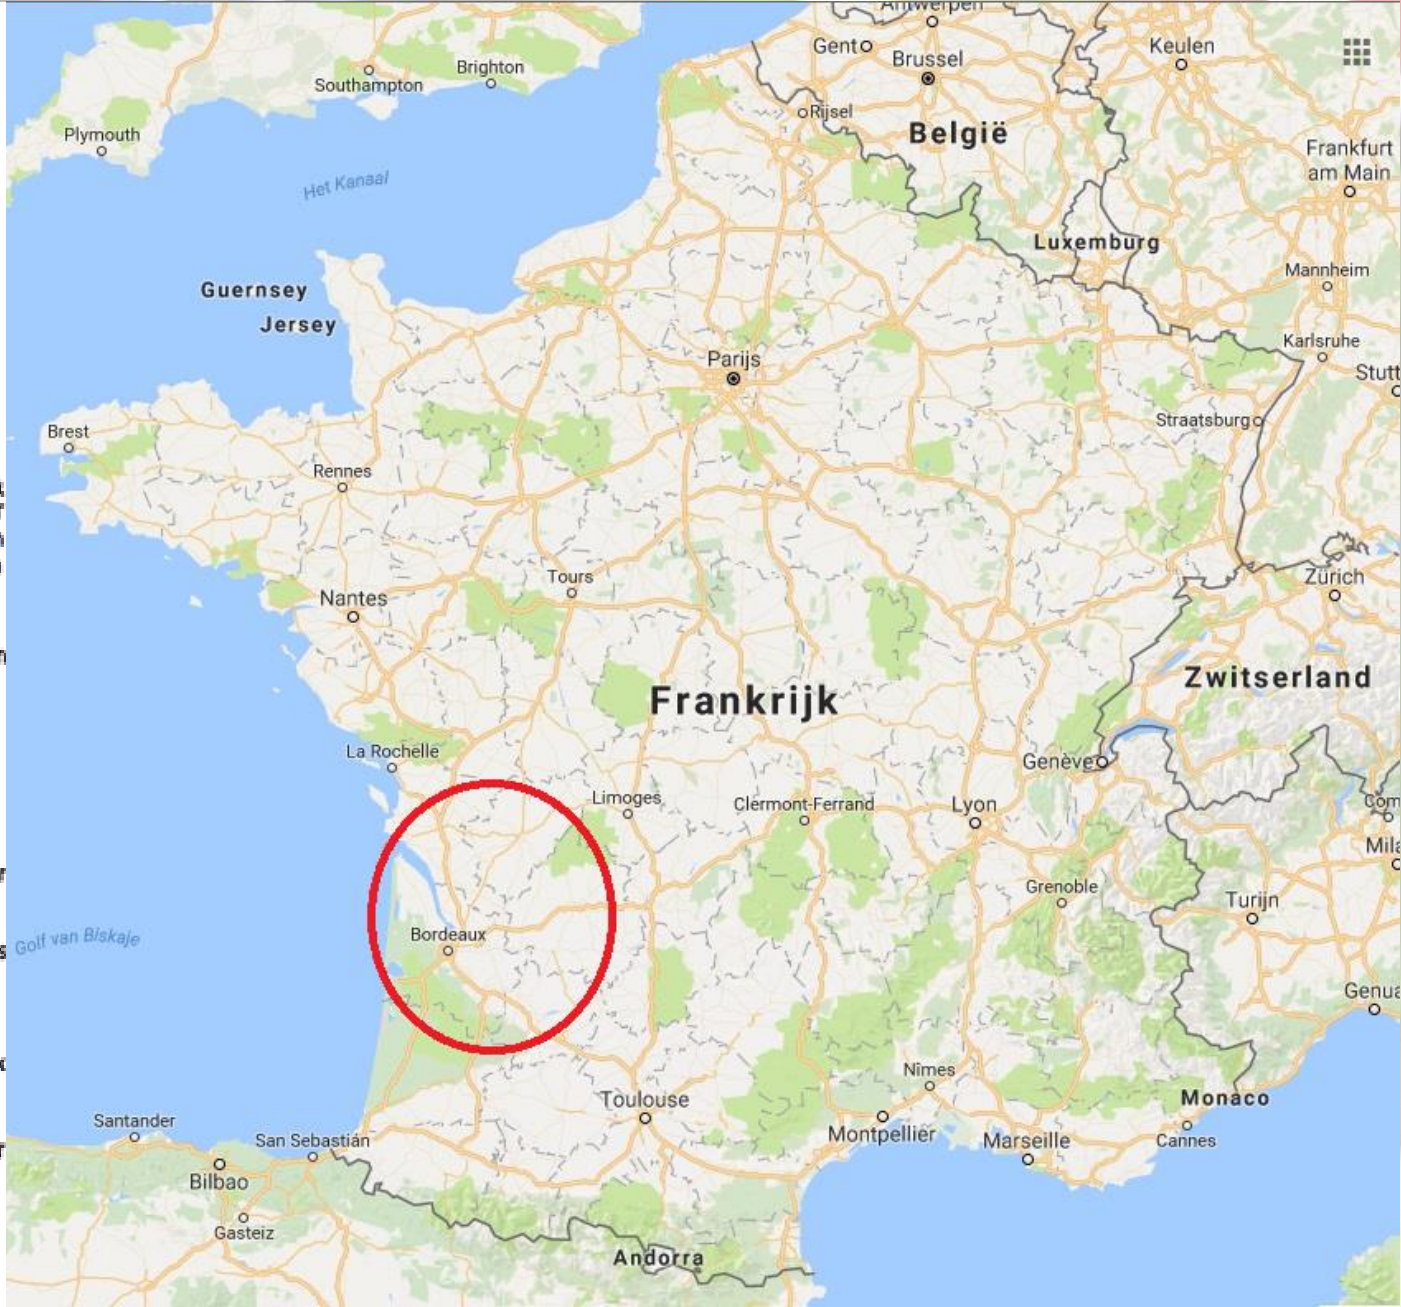 Antwerpen
Gent
Brussel
Keulen
Southampton
Brighton
Rijsel
België
Plymouth
Frankfurt
am Main
Het Kanaal
Luxemburg
Mannheim
Guernsey
Jersey
Karlsruhe
Parijs
Stutt
Straatsburg
Brest
Rennes
Tours
Zürich
Nantes
Zwitserland
Frankrijk
La Rochelle
Genève
Limoges
Clermont-Ferrand
Lyon
Com
Mila
Grenoble
Turijn
Bordeaux
Golf van Biskaje
Genua
Nîmes
Toulouse
Monaco
Santander
San Sebastián
Montpellier
Marseille
Cannes
Bilbao
Gasteiz
Andorra